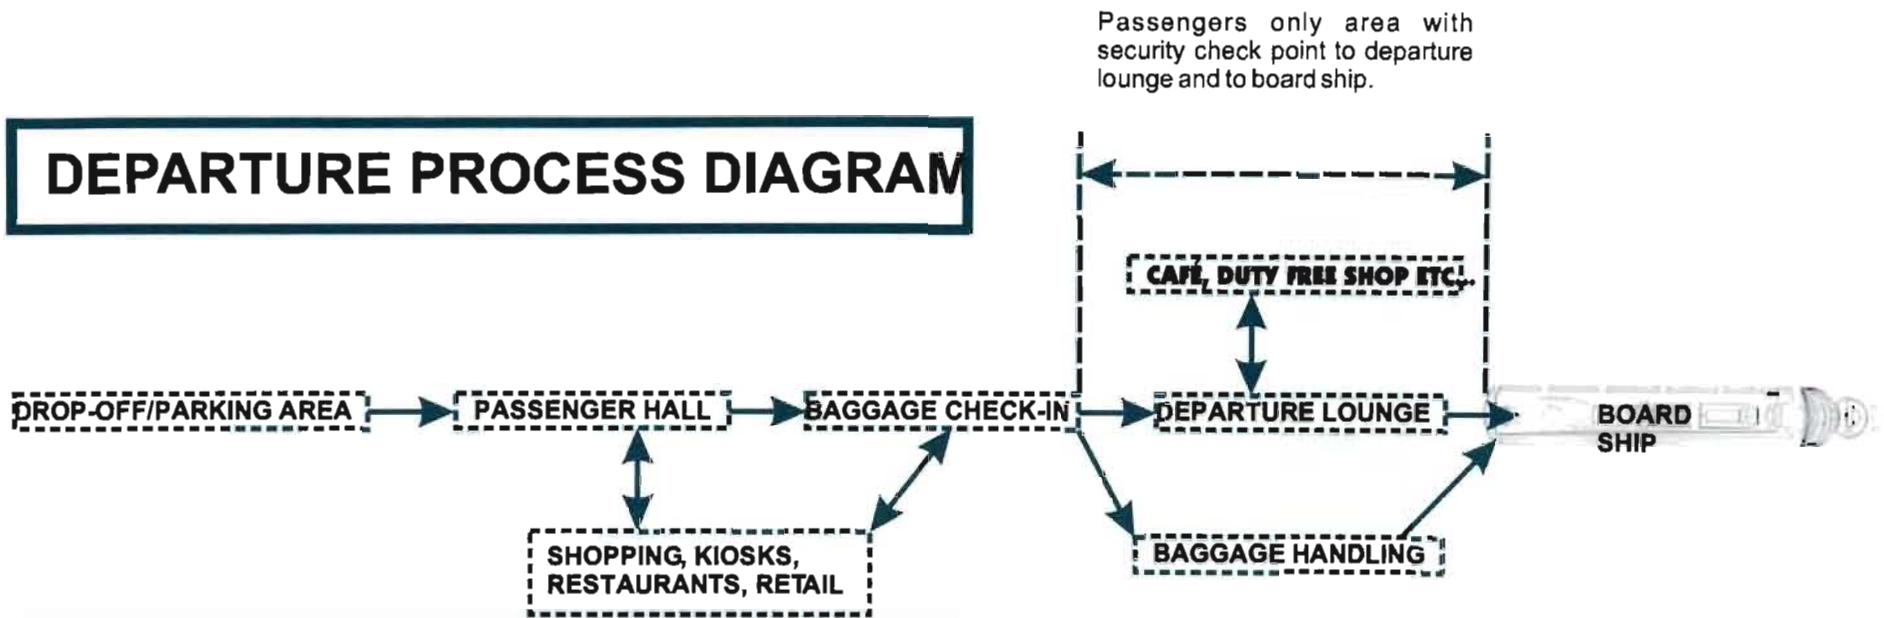 Passengers only area with
security check point to departure
lounge and to board ship.
DEPARTURE PROCESS DIAGRAM
CAFÉ, DUTY FREE SHOP ETC...
DROP-OFF/PARKING AREA
PASSENGER HALL
BAGGAGE CHECK-IN
DEPARTURE LOUNGE
BOARD
SHIP
SHOPPING, KIOSKS,
RESTAURANTS, RETAIL
BAGGAGE HANDLING